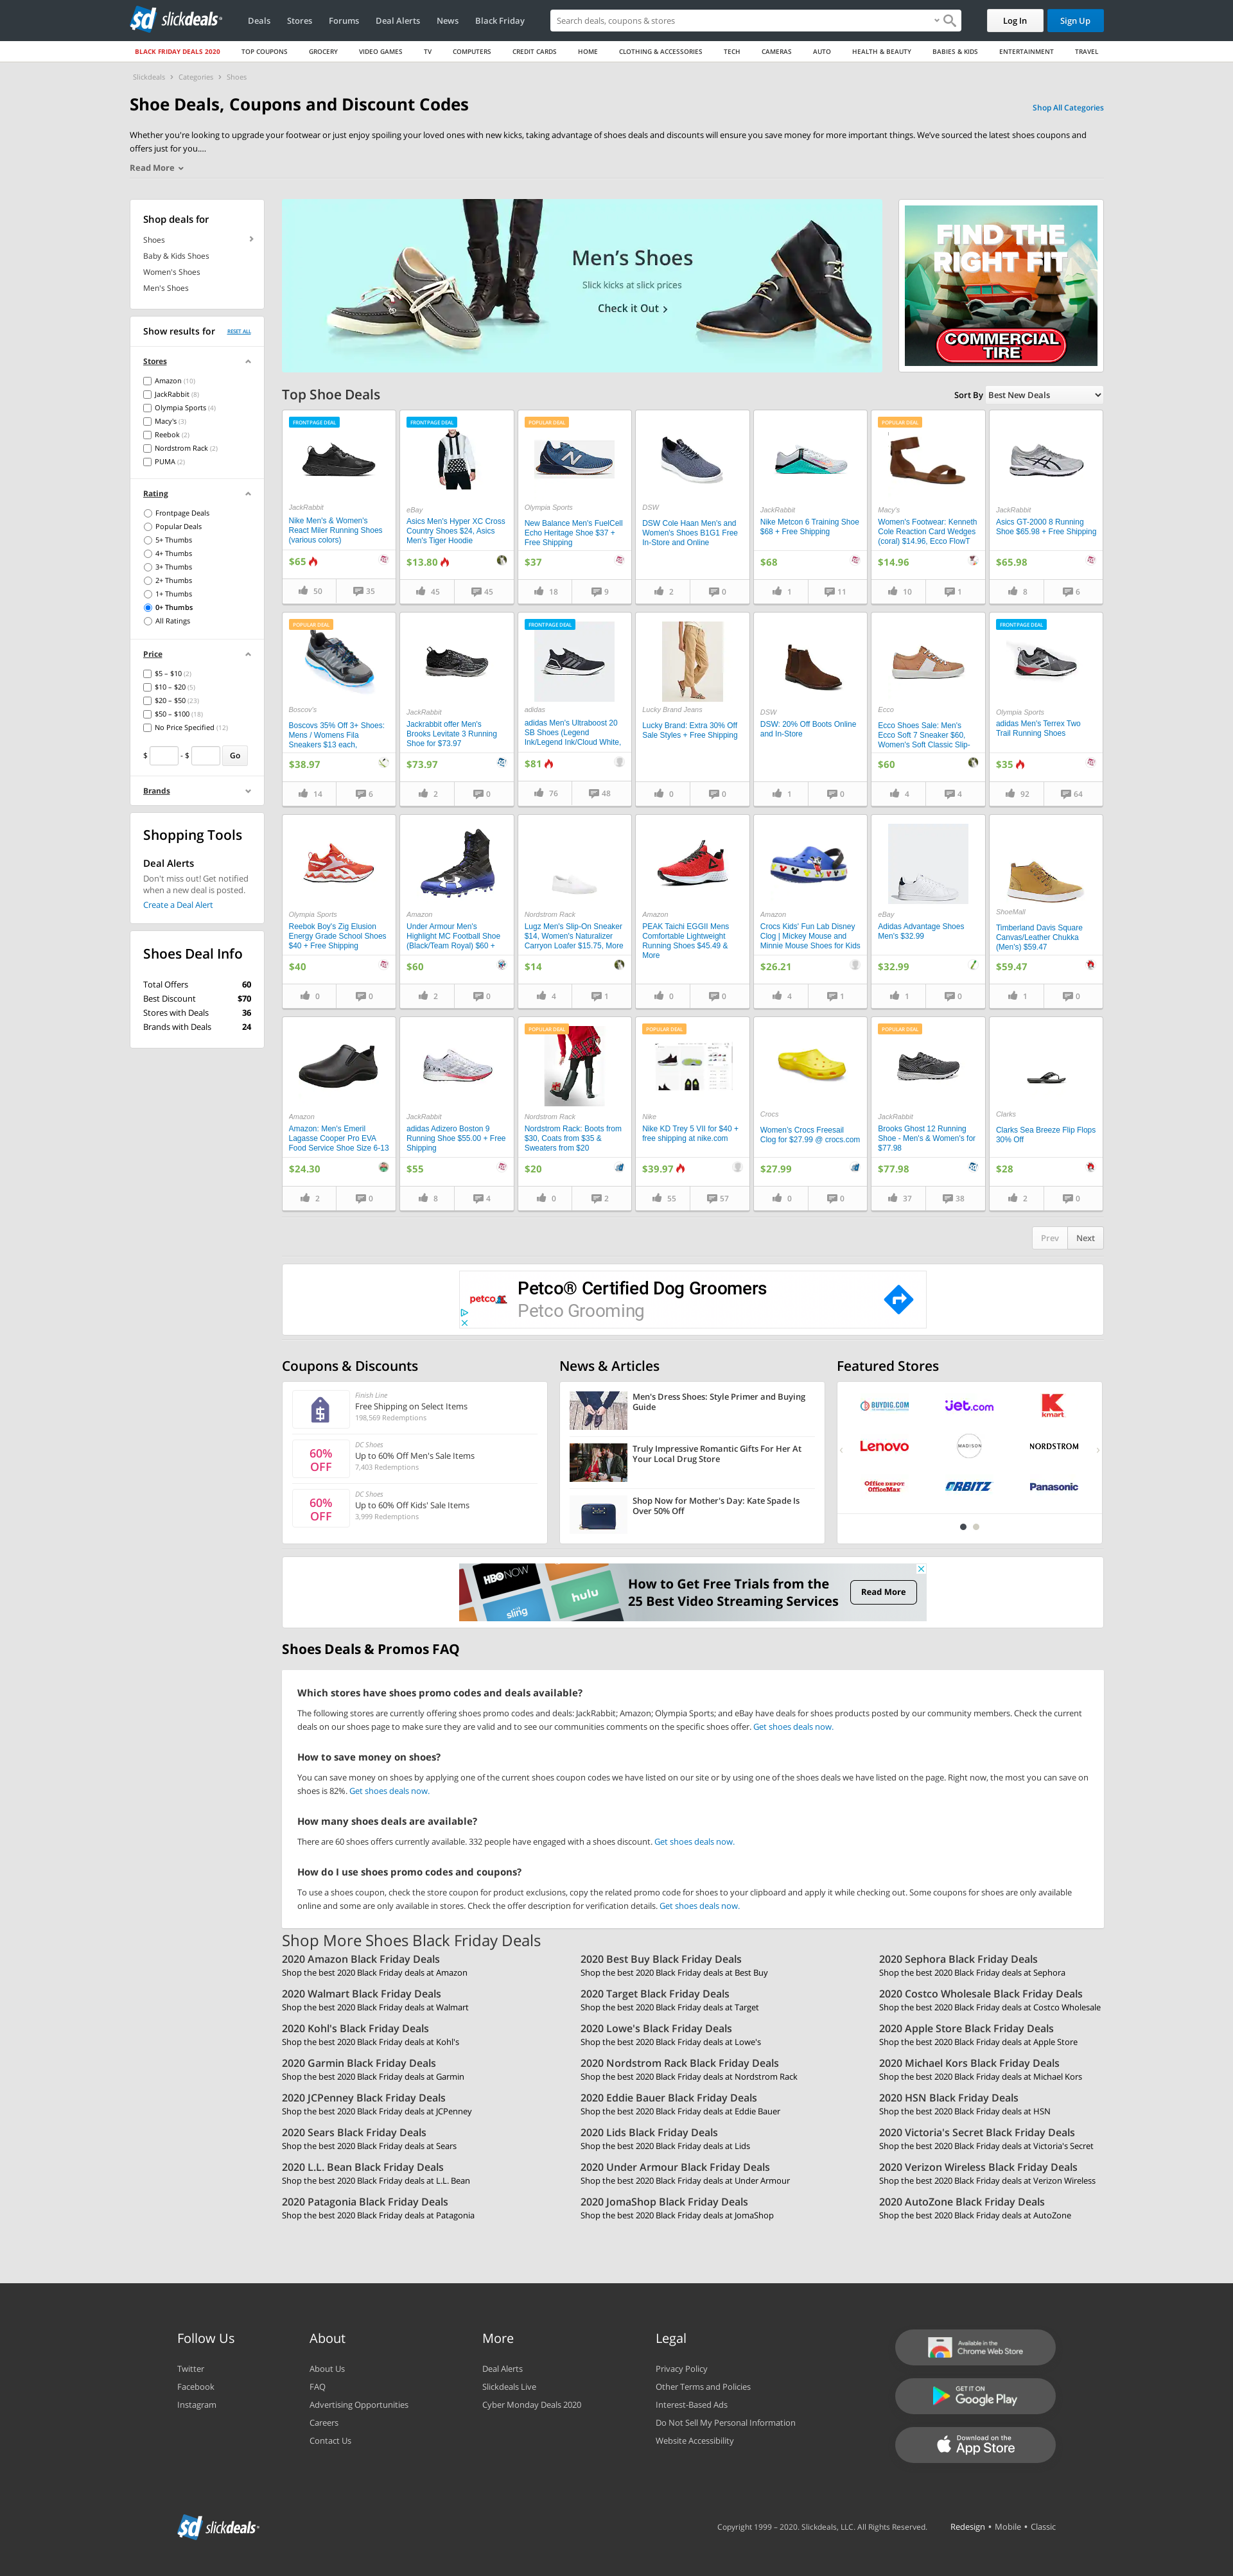 slickdeals
Deals
Stores
Forums
Deal Alerts
News
Black Friday
Search deals, coupons & stores
Log In
Sign Up
BLACK FRIDAY DEALS 2020
TOP COUPONS
GROCERY
VIDEO GAMES
TV
COMPUTERS
CREDIT CARDS
HOME
CLOTHING & ACCESSORIES
TECH
CAMERAS
AUTO
HEALTH & BEAUTY
BABIES & KIDS
ENTERTAINMENT
TRAVEL
Slickdeals > Categories > Shoes
Shoe Deals, Coupons and Discount Codes
Shop All Categories
Whether you're looking to upgrade your footwear or just enjoy spoiling your loved ones with new kicks, taking advantage of shoes deals and discounts will ensure you save money for more important things. We've sourced the latest shoes coupons and
offers just for you....
Read More
Shop deals for
Shoes
Baby & Kids Shoes
Women's Shoes
Men's Shoes
Show results for
RESET ALL
Stores
Amazon (10)
JackRabbit (8)
Olympia Sports (4)
Macy's (3)
Reebok (2)
Nordstrom Rack (2)
PUMA (2)
Rating
Frontpage Deals
Popular Deals
5+ Thumbs
4+ Thumbs
3+ Thumbs
2+ Thumbs
1+ Thumbs
0+ Thumbs
All Ratings
Price
$5 – $10 (2)
$10 – $20 (5)
$20 – $50 (23)
$50 – $100 (18)
No Price Specified (12)
$ - $ Go
Brands
Shopping Tools
Deal Alerts
Don't miss out! Get notified
when a new deal is posted.
Create a Deal Alert
Shoes Deal Info
Total Offers 60
Best Discount $70
Stores with Deals 36
Brands with Deals 24
Men's Shoes
Slick kicks at slick prices
Check it Out >
FIND THE
RIGHT FIT
COMMERCIAL
TIRE
Top Shoe Deals
Sort By Best New Deals
FRONTPAGE DEAL
JackRabbit
Nike Men's & Women's
React Miler Running Shoes
(various colors)
$65
50 35
FRONTPAGE DEAL
eBay
Asics Men's Hyper XC Cross
Country Shoes $24, Asics
Men's Tiger Hoodie
$13.80
45 45
POPULAR DEAL
Olympia Sports
New Balance Men's FuelCell
Echo Heritage Shoe $37 +
Free Shipping
$37
18 9
DSW
DSW Cole Haan Men's and
Women's Shoes B1G1 Free
In-Store and Online
2 0
JackRabbit
Nike Metcon 6 Training Shoe
$68 + Free Shipping
$68
1 11
POPULAR DEAL
Macy's
Women's Footwear: Kenneth
Cole Reaction Card Wedges
(coral) $14.96, Ecco FlowT
$14.96
10 1
JackRabbit
Asics GT-2000 8 Running
Shoe $65.98 + Free Shipping
$65.98
8 6
POPULAR DEAL
Boscov's
Boscovs 35% Off 3+ Shoes:
Mens / Womens Fila
Sneakers $13 each,
$38.97
14 6
JackRabbit
Jackrabbit offer Men's
Brooks Levitate 3 Running
Shoe for $73.97
$73.97
2 0
FRONTPAGE DEAL
adidas
adidas Men's Ultraboost 20
SB Shoes (Legend
Ink/Legend Ink/Cloud White,
$81
76 48
Lucky Brand Jeans
Lucky Brand: Extra 30% Off
Sale Styles + Free Shipping
0 0
DSW
DSW: 20% Off Boots Online
and In-Store
1 0
Ecco
Ecco Shoes Sale: Men's
Ecco Soft 7 Sneaker $60,
Women's Soft Classic Slip-
$60
4 4
FRONTPAGE DEAL
Olympia Sports
adidas Men's Terrex Two
Trail Running Shoes
$35
92 64
Olympia Sports
Reebok Boy's Zig Elusion
Energy Grade School Shoes
$40 + Free Shipping
$40
0 0
Amazon
Under Armour Men's
Highlight MC Football Shoe
(Black/Team Royal) $60 +
$60
2 0
Nordstrom Rack
Lugz Men's Slip-On Sneaker
$14, Women's Naturalizer
Carryon Loafer $15.75, More
$14
4 1
Amazon
PEAK Taichi EGGII Mens
Comfortable Lightweight
Running Shoes $45.49 &
More
0 0
Amazon
Crocs Kids' Fun Lab Disney
Clog | Mickey Mouse and
Minnie Mouse Shoes for Kids
$26.21
4 1
eBay
Adidas Advantage Shoes
Men's $32.99
$32.99
1 0
ShoeMall
Timberland Davis Square
Canvas/Leather Chukka
(Men's) $59.47
$59.47
1 0
Amazon
Amazon: Men's Emeril
Lagasse Cooper Pro EVA
Food Service Shoe Size 6-13
$24.30
2 0
JackRabbit
adidas Adizero Boston 9
Running Shoe $55.00 + Free
Shipping
$55
8 4
POPULAR DEAL
Nordstrom Rack
Nordstrom Rack: Boots from
$30, Coats from $35 &
Sweaters from $20
$20
0 2
POPULAR DEAL
Nike
Nike KD Trey 5 VII for $40 +
free shipping at nike.com
$39.97
55 57
Crocs
Women's Crocs Freesail
Clog for $27.99 @ crocs.com
$27.99
0 0
POPULAR DEAL
JackRabbit
Brooks Ghost 12 Running
Shoe - Men's & Women's for
$77.98
$77.98
37 38
Clarks
Clarks Sea Breeze Flip Flops
30% Off
$28
2 0
Prev Next
petco
Petco® Certified Dog Groomers
Petco Grooming
Coupons & Discounts
Finish Line
Free Shipping on Select Items
198,569 Redemptions
60%
OFF
DC Shoes
Up to 60% Off Men's Sale Items
7,403 Redemptions
60%
OFF
DC Shoes
Up to 60% Off Kids' Sale Items
3,999 Redemptions
News & Articles
Men's Dress Shoes: Style Primer and Buying
Guide
Truly Impressive Romantic Gifts For Her At
Your Local Drug Store
Shop Now for Mother's Day: Kate Spade Is
Over 50% Off
Featured Stores
BUYDIG.COM
Jet.com
kmart
Lenovo
MADISON
NORDSTROM
Office DEPOT
OfficeMax
ORBITZ
Panasonic
HBO NOW
sling
hulu
How to Get Free Trials from the
25 Best Video Streaming Services
Read More
Shoes Deals & Promos FAQ
Which stores have shoes promo codes and deals available?
The following stores are currently offering shoes promo codes and deals: JackRabbit; Amazon; Olympia Sports; and eBay have deals for shoes products posted by our community members. Check the current
deals on our shoes page to make sure they are valid and to see our communities comments on the specific shoes offer. Get shoes deals now.
How to save money on shoes?
You can save money on shoes by applying one of the current shoes coupon codes we have listed on our site or by using one of the shoes deals we have listed on the page. Right now, the most you can save on
shoes is 82%. Get shoes deals now.
How many shoes deals are available?
There are 60 shoes offers currently available. 332 people have engaged with a shoes discount. Get shoes deals now.
How do I use shoes promo codes and coupons?
To use a shoes coupon, check the store coupon for product exclusions, copy the related promo code for shoes to your clipboard and apply it while checking out. Some coupons for shoes are only available
online and some are only available in stores. Check the offer description for verification details. Get shoes deals now.
Shop More Shoes Black Friday Deals
2020 Amazon Black Friday Deals
Shop the best 2020 Black Friday deals at Amazon
2020 Best Buy Black Friday Deals
Shop the best 2020 Black Friday deals at Best Buy
2020 Sephora Black Friday Deals
Shop the best 2020 Black Friday deals at Sephora
2020 Walmart Black Friday Deals
Shop the best 2020 Black Friday deals at Walmart
2020 Target Black Friday Deals
Shop the best 2020 Black Friday deals at Target
2020 Costco Wholesale Black Friday Deals
Shop the best 2020 Black Friday deals at Costco Wholesale
2020 Kohl's Black Friday Deals
Shop the best 2020 Black Friday deals at Kohl's
2020 Lowe's Black Friday Deals
Shop the best 2020 Black Friday deals at Lowe's
2020 Apple Store Black Friday Deals
Shop the best 2020 Black Friday deals at Apple Store
2020 Garmin Black Friday Deals
Shop the best 2020 Black Friday deals at Garmin
2020 Nordstrom Rack Black Friday Deals
Shop the best 2020 Black Friday deals at Nordstrom Rack
2020 Michael Kors Black Friday Deals
Shop the best 2020 Black Friday deals at Michael Kors
2020 JCPenney Black Friday Deals
Shop the best 2020 Black Friday deals at JCPenney
2020 Eddie Bauer Black Friday Deals
Shop the best 2020 Black Friday deals at Eddie Bauer
2020 HSN Black Friday Deals
Shop the best 2020 Black Friday deals at HSN
2020 Sears Black Friday Deals
Shop the best 2020 Black Friday deals at Sears
2020 Lids Black Friday Deals
Shop the best 2020 Black Friday deals at Lids
2020 Victoria's Secret Black Friday Deals
Shop the best 2020 Black Friday deals at Victoria's Secret
2020 L.L. Bean Black Friday Deals
Shop the best 2020 Black Friday deals at L.L. Bean
2020 Under Armour Black Friday Deals
Shop the best 2020 Black Friday deals at Under Armour
2020 Verizon Wireless Black Friday Deals
Shop the best 2020 Black Friday deals at Verizon Wireless
2020 Patagonia Black Friday Deals
Shop the best 2020 Black Friday deals at Patagonia
2020 JomaShop Black Friday Deals
Shop the best 2020 Black Friday deals at JomaShop
2020 AutoZone Black Friday Deals
Shop the best 2020 Black Friday deals at AutoZone
Follow Us
Twitter
Facebook
Instagram
About
About Us
FAQ
Advertising Opportunities
Careers
Contact Us
More
Deal Alerts
Slickdeals Live
Cyber Monday Deals 2020
Legal
Privacy Policy
Other Terms and Policies
Interest-Based Ads
Do Not Sell My Personal Information
Website Accessibility
Available in the
Chrome Web Store
GET IT ON
Google Play
Download on the
App Store
slickdeals
Copyright 1999 – 2020. Slickdeals, LLC. All Rights Reserved.
Redesign • Mobile • Classic